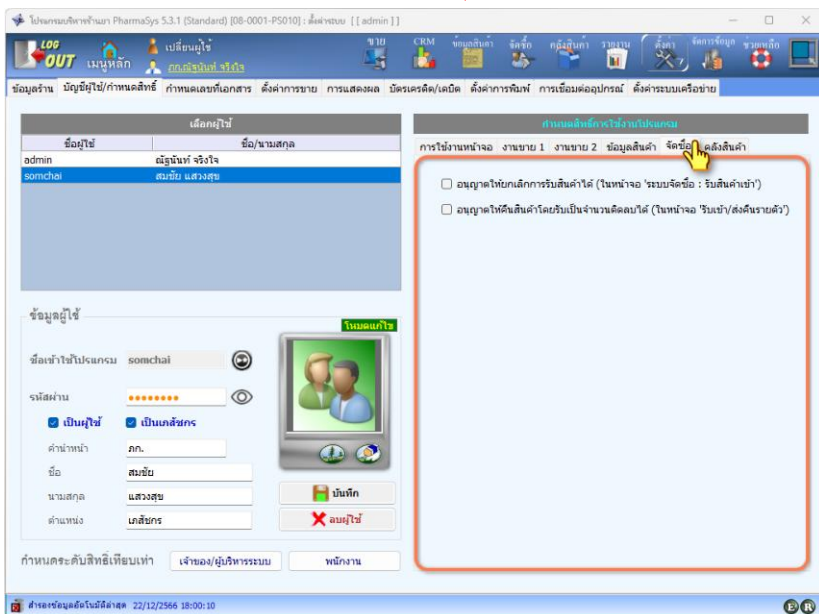 โปรแกรมบริหารร้านยา PharmaSys 5.3.1 (Standard) [08-0001-PS010] : ตั้งค่าระบบ [ [ admin ] ]
LOG OUT เมนูหลัก เปลี่ยนผู้ใช้ ขาย CRM ข้อมูลสินค้า จัดซื้อ คลังสินค้า รายงาน ตั้งค่า จัดการข้อมูล ช่วยเหลือ
ภก.ณัฐนันท์ จริงใจ
ข้อมูลร้าน บัญชีผู้ใช้/กำหนดสิทธิ์ กำหนดเลขที่เอกสาร ตั้งค่าการขาย การแสดงผล บัตรเครดิต/เดบิต ตั้งค่าการพิมพ์ การเชื่อมต่ออุปกรณ์ ตั้งค่าระบบเครือข่าย
เลือกผู้ใช้
กำหนดสิทธิ์การใช้งานโปรแกรม
ชื่อผู้ใช้ ชื่อ/นามสกุล
การใช้งานหน้าจอ งานขาย 1 งานขาย 2 ข้อมูลสินค้า จัดซื้อ คลังสินค้า
admin ณัฐนันท์ จริงใจ
somchai สมชัย แสวงสุข
อนุญาตให้ยกเลิกการรับสินค้าได้ (ในหน้าจอ 'ระบบจัดซื้อ : รับสินค้าเข้า')
อนุญาตให้คืนสินค้าโดยรับเป็นจำนวนติดลบได้ (ในหน้าจอ 'รับเข้า/ส่งคืนรายตัว')
ข้อมูลผู้ใช้
โหมดแก้ไข
ชื่อเข้าใช้โปรแกรม somchai
รหัสผ่าน
เป็นผู้ใช้ เป็นเภสัชกร
คำนำหน้า ภก.
ชื่อ สมชัย
นามสกุล แสวงสุข
บันทึก
ตำแหน่ง เภสัชกร
ลบผู้ใช้
กำหนดระดับสิทธิ์เทียบเท่า เจ้าของ/ผู้บริหารระบบ พนักงาน
สำรองข้อมูลอัตโนมัติล่าสุด 22/12/2566 18:00:10
E R